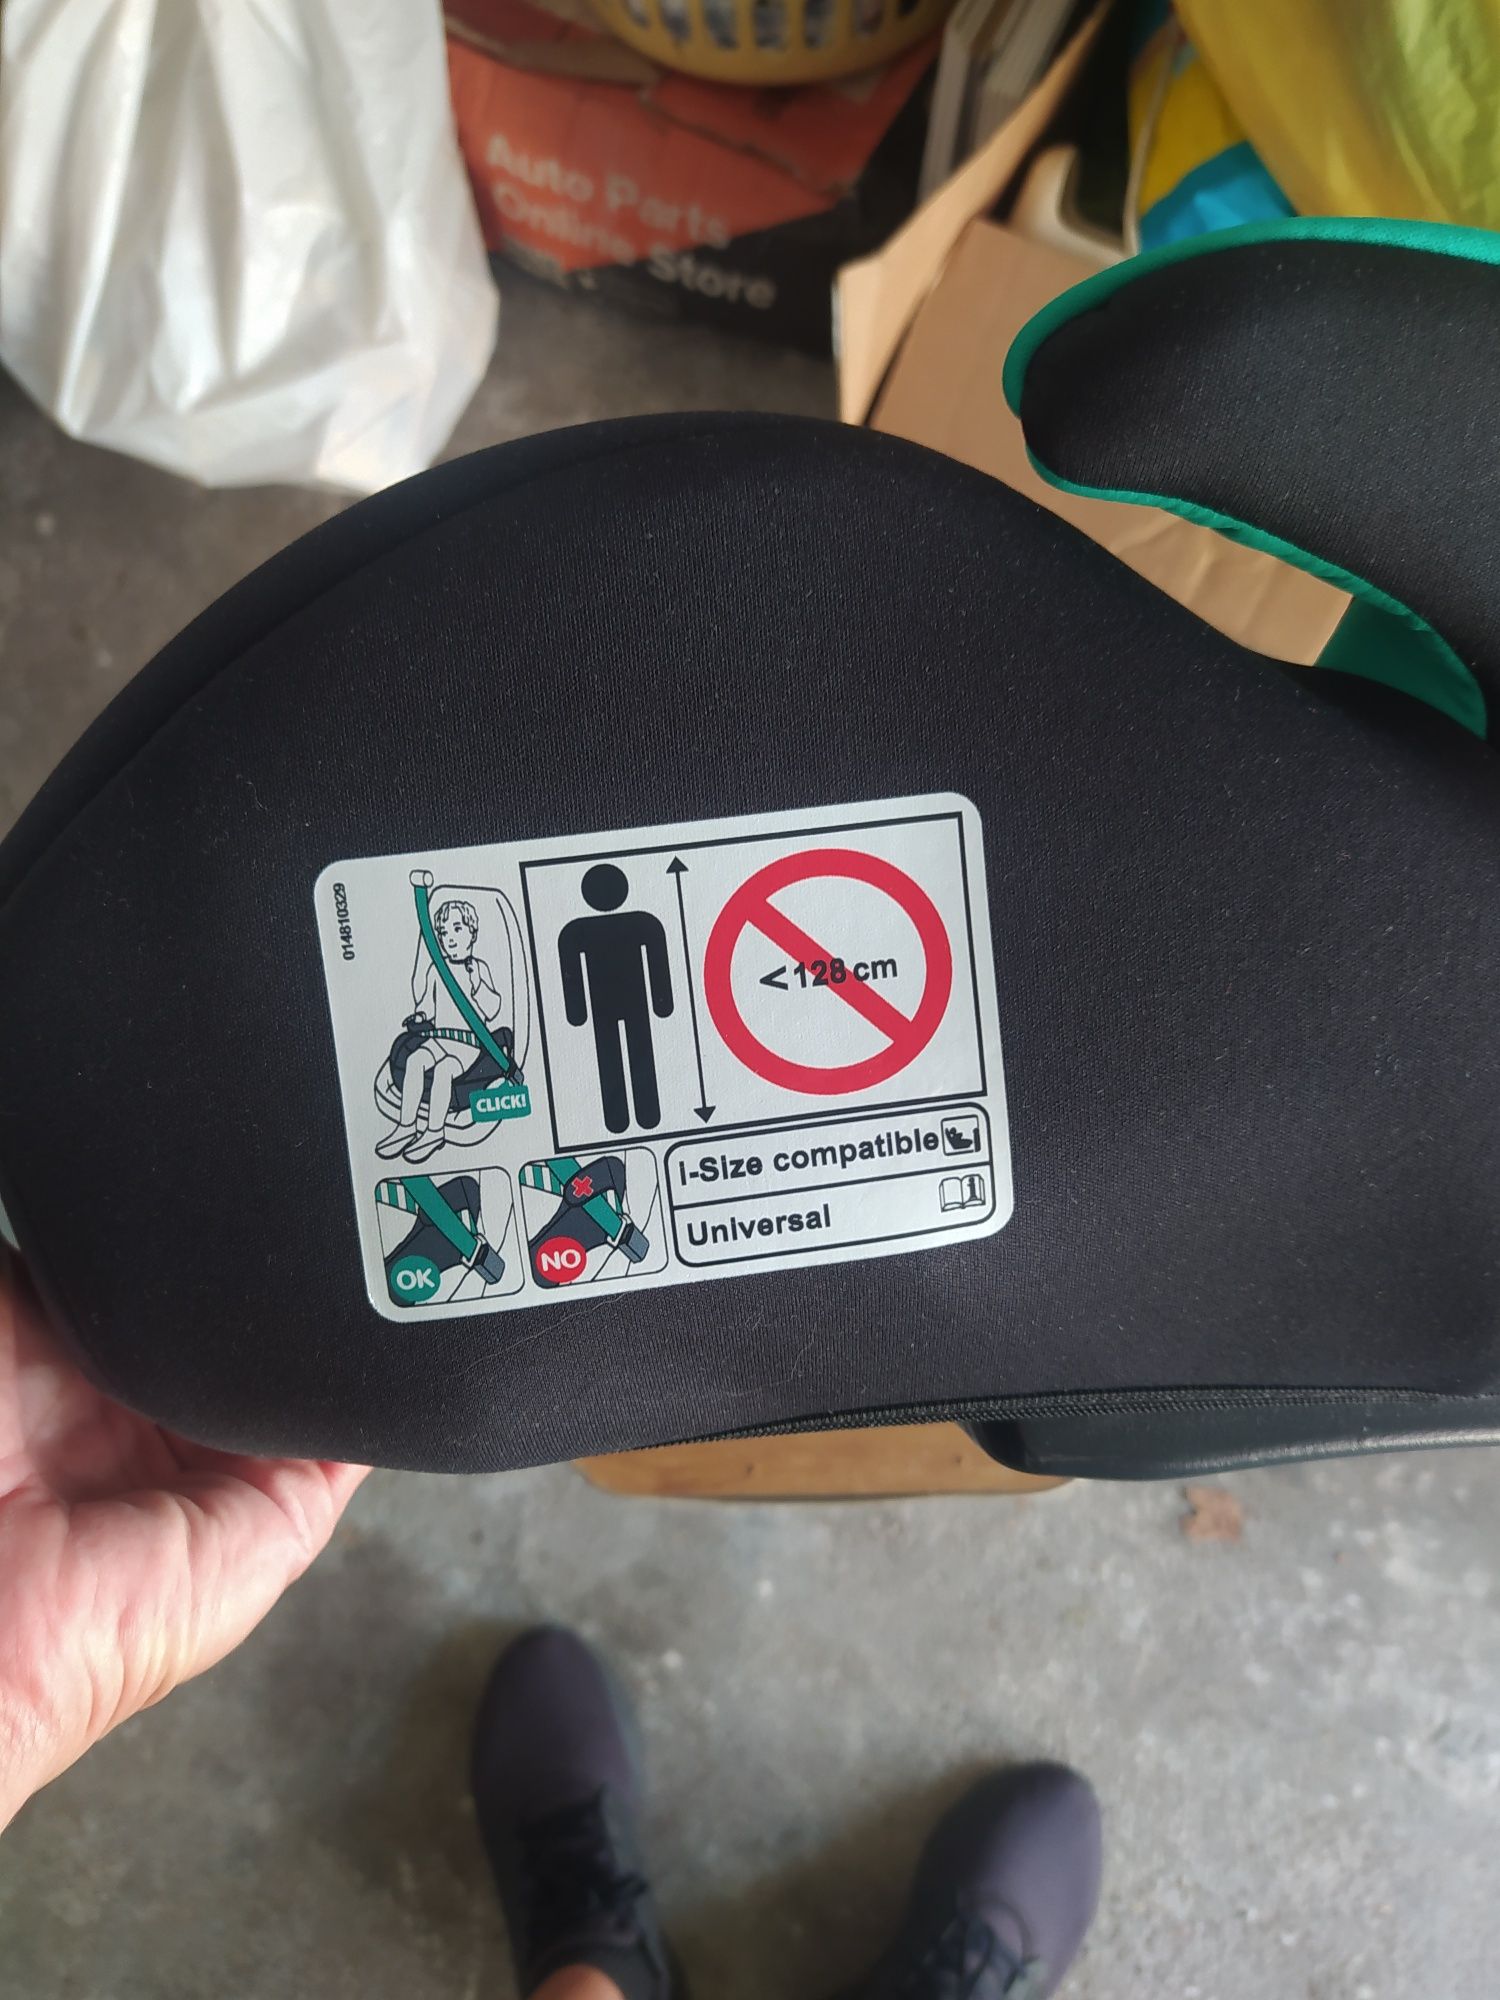 Auto Parts
Online Store
014810329
<128 cm
CLICK!
i-Size compatible
Universal
OK
NO